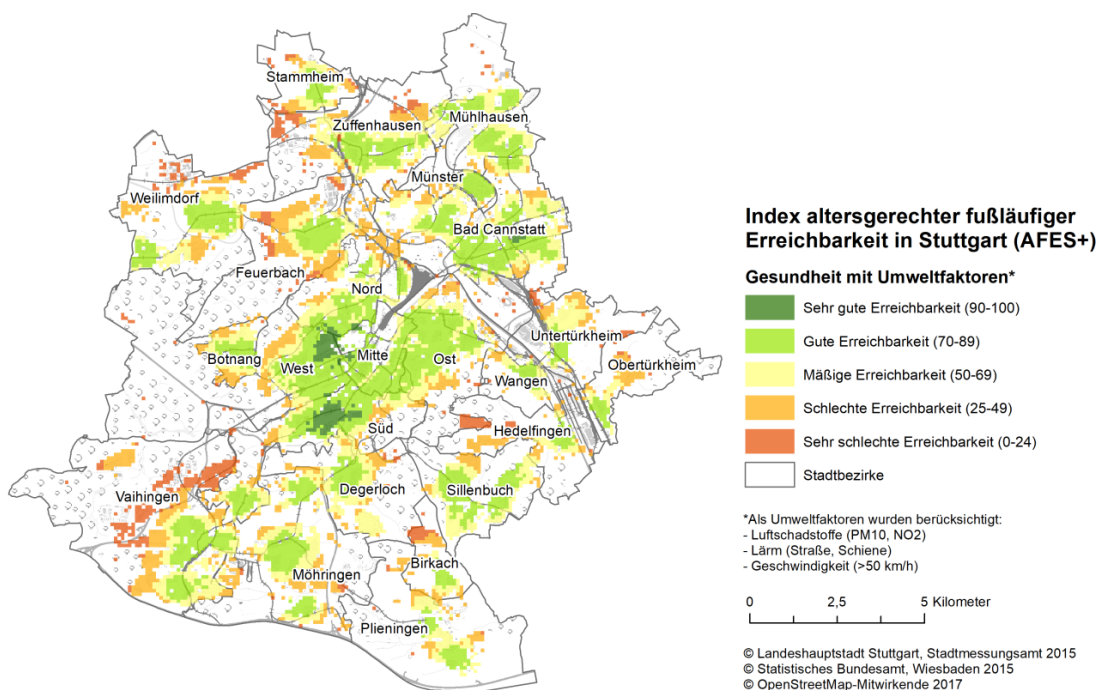 Stammheim
Zuffenhausen
Mühlhausen
Münster
Weilimdorf
Bad Cannstatt
Feuerbach
Nord
Untertürkheim
Botnang
West
Mitte
Ost
Obertürkheim
Wangen
Süd
Hedelfingen
Vaihingen
Degerloch
Sillenbuch
Birkach
Möhringen
Plieningen
Index altersgerechter fußläufiger
Erreichbarkeit in Stuttgart (AFES+)
Gesundheit mit Umweltfaktoren*
Sehr gute Erreichbarkeit (90-100)
Gute Erreichbarkeit (70-89)
Mäßige Erreichbarkeit (50-69)
Schlechte Erreichbarkeit (25-49)
Sehr schlechte Erreichbarkeit (0-24)
Stadtbezirke
*Als Umweltfaktoren wurden berücksichtigt:
- Luftschadstoffe (PM10, NO2)
- Lärm (Straße, Schiene)
- Geschwindigkeit (>50 km/h)
0 2,5 5 Kilometer
© Landeshauptstadt Stuttgart, Stadtmessungsamt 2015
© Statistisches Bundesamt, Wiesbaden 2015
© OpenStreetMap-Mitwirkende 2017